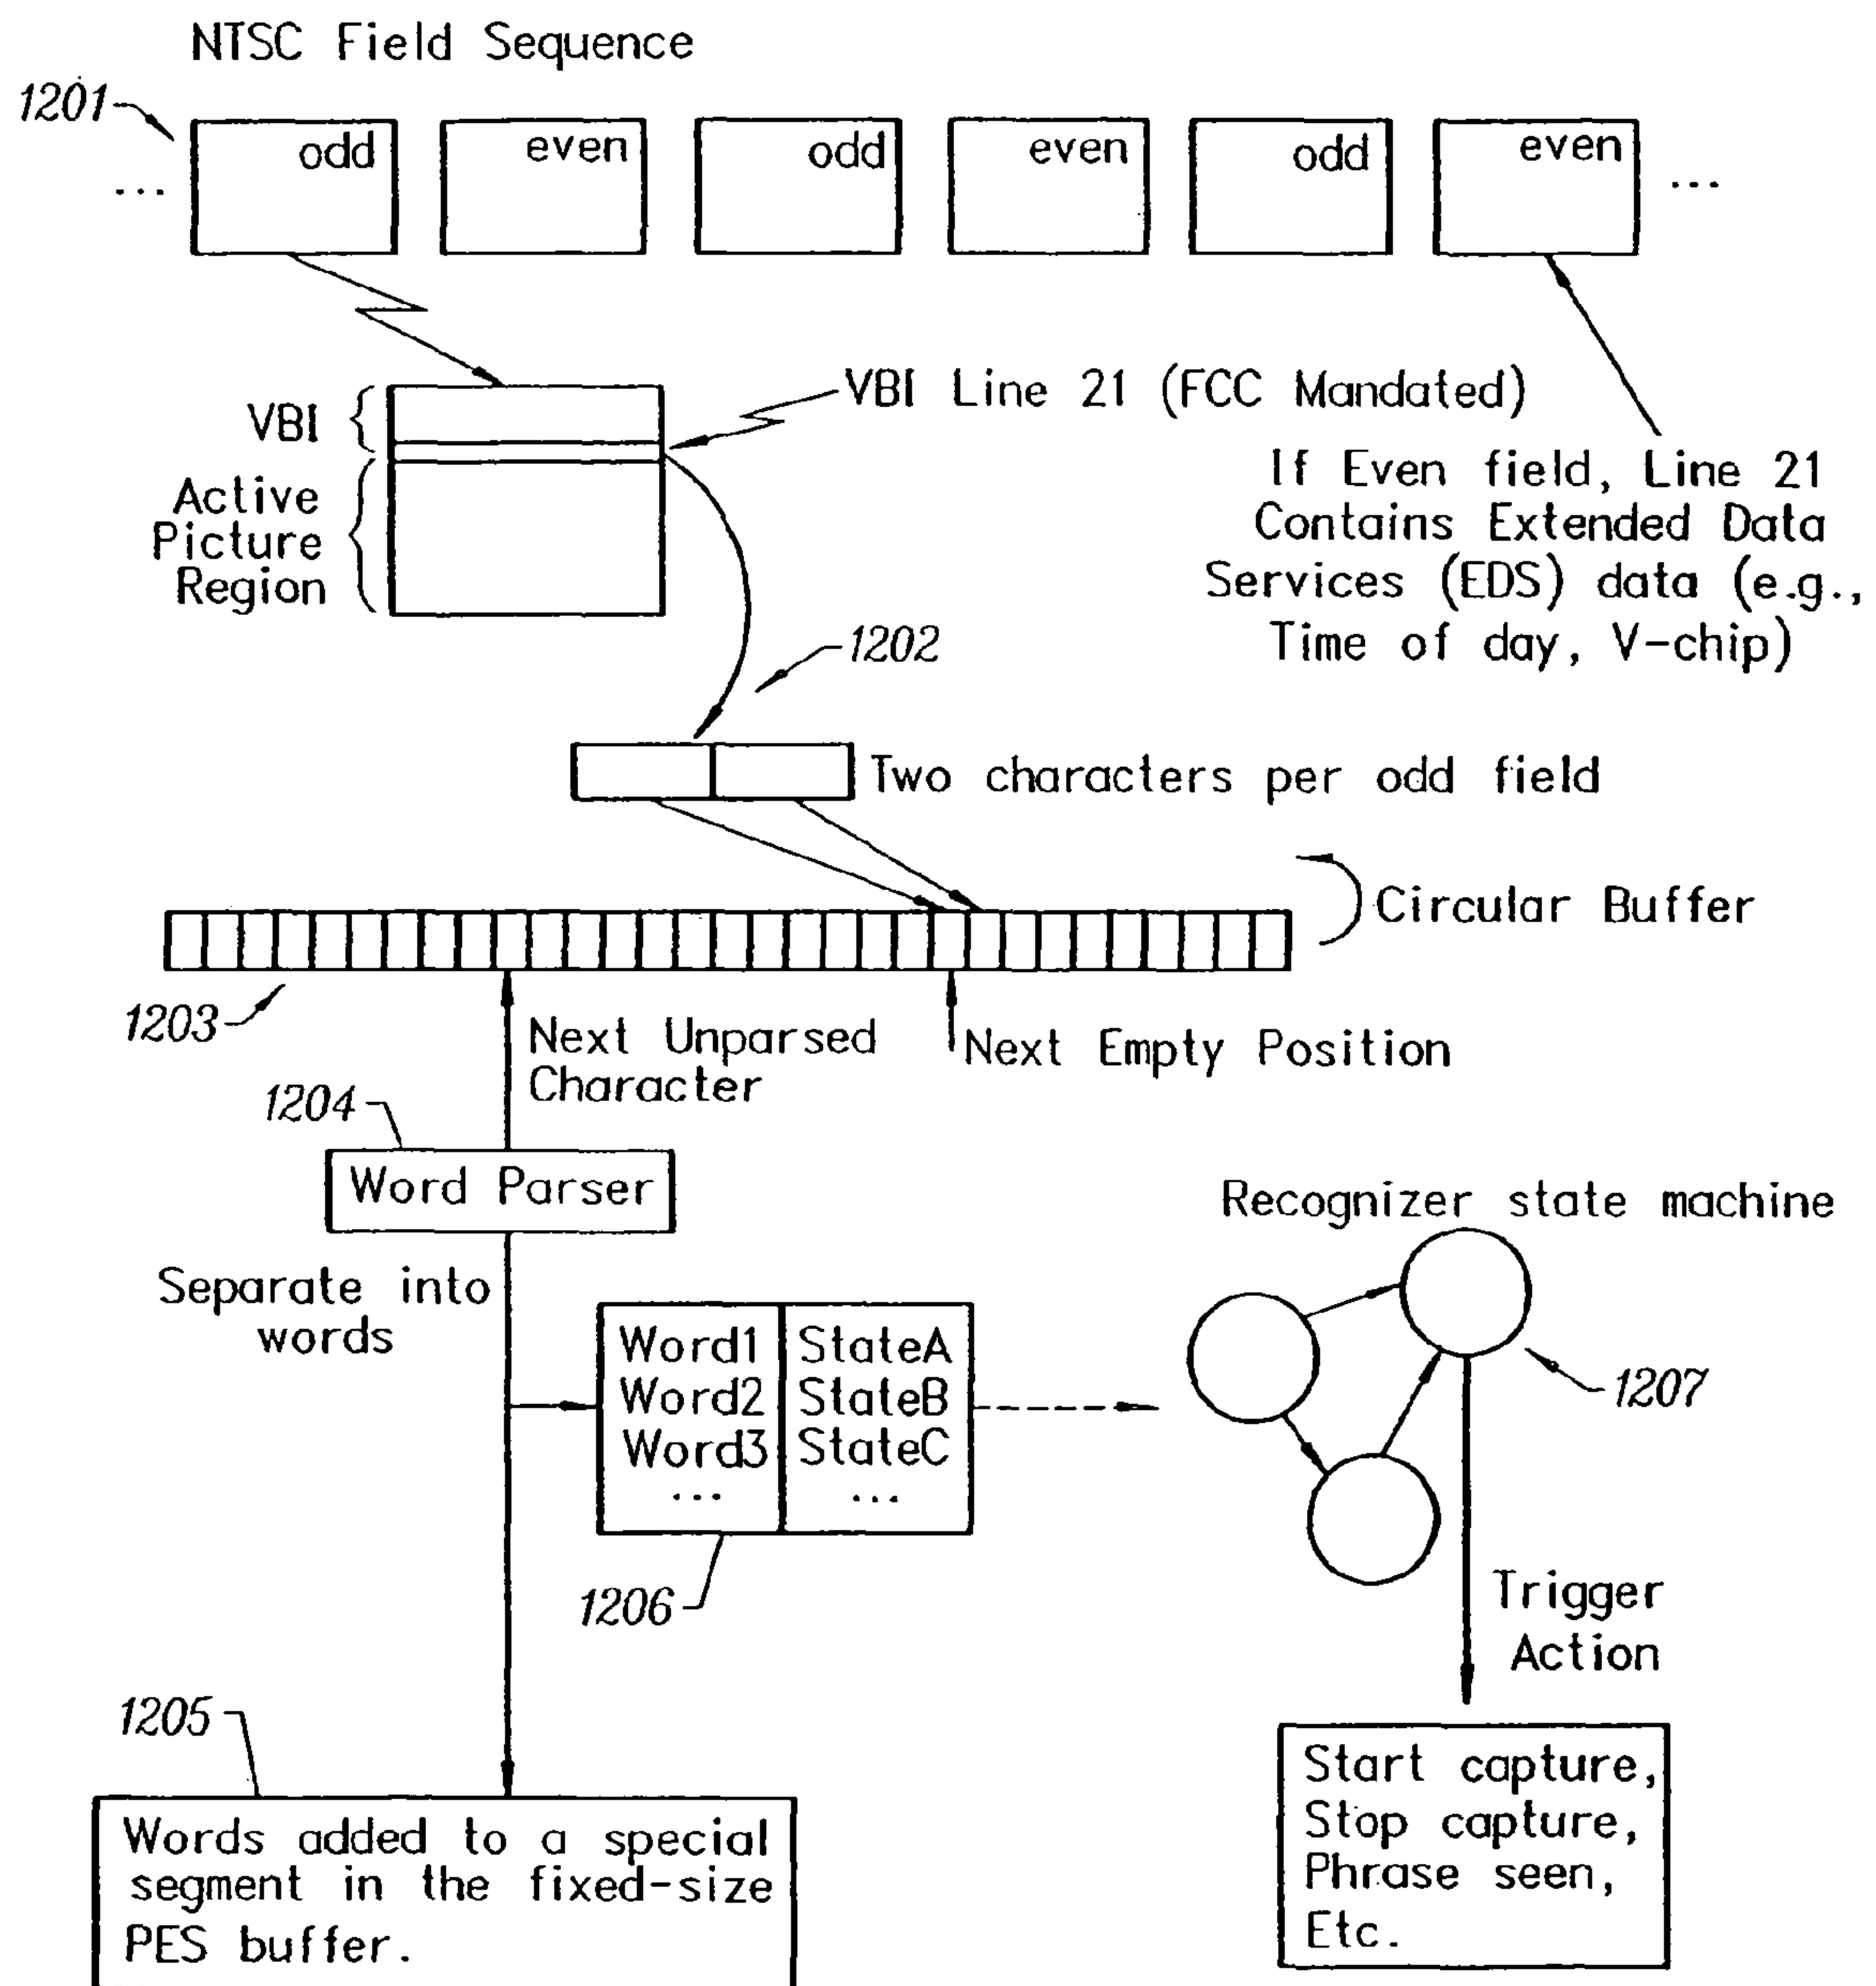 NTSC Field Sequence
1201
odd
even
odd
even
odd
even
...
...
VBI
VBI Line 21 (FCC Mandated)
Active
Picture
Region
If Even field, Line 21
Contains Extended Data
Services (EDS) data (e.g.,
Time of day, V-chip)
1202
Two characters per odd field
Circular Buffer
1203
Next Unparsed
Character
Next Empty Position
1204
Word Parser
Separate into
words
Word1 StateA
Word2 StateB
Word3 StateC
... ...
1206
Recognizer state machine
1207
Trigger
Action
1205
Words added to a special
segment in the fixed-size
PES buffer.
Start capture,
Stop capture,
Phrase seen,
Etc.